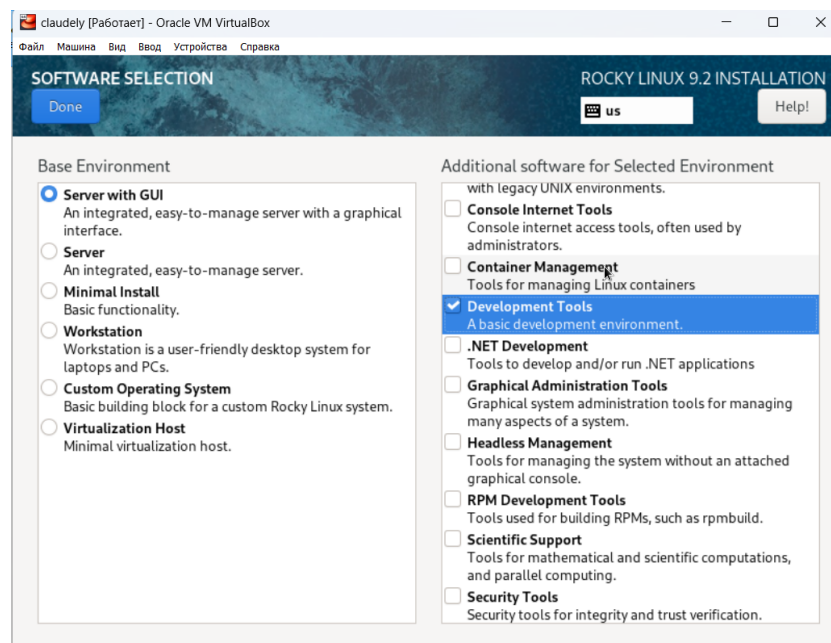 claudely [Работает] - Oracle VM VirtualBox
Файл Машина Вид Ввод Устройства Справка
SOFTWARE SELECTION
Done
ROCKY LINUX 9.2 INSTALLATION
us
Help!
Base Environment
Server with GUI
An integrated, easy-to-manage server with a graphical
interface.
Server
An integrated, easy-to-manage server.
Minimal Install
Basic functionality.
Workstation
Workstation is a user-friendly desktop system for
laptops and PCs.
Custom Operating System
Basic building block for a custom Rocky Linux system.
Virtualization Host
Minimal virtualization host.
Additional software for Selected Environment
with legacy UNIX environments.
Console Internet Tools
Console internet access tools, often used by
administrators.
Container Management
Tools for managing Linux containers
Development Tools
A basic development environment.
.NET Development
Tools to develop and/or run .NET applications
Graphical Administration Tools
Graphical system administration tools for managing
many aspects of a system.
Headless Management
Tools for managing the system without an attached
graphical console.
RPM Development Tools
Tools used for building RPMs, such as rpmbuild.
Scientific Support
Tools for mathematical and scientific computations,
and parallel computing.
Security Tools
Security tools for integrity and trust verification.